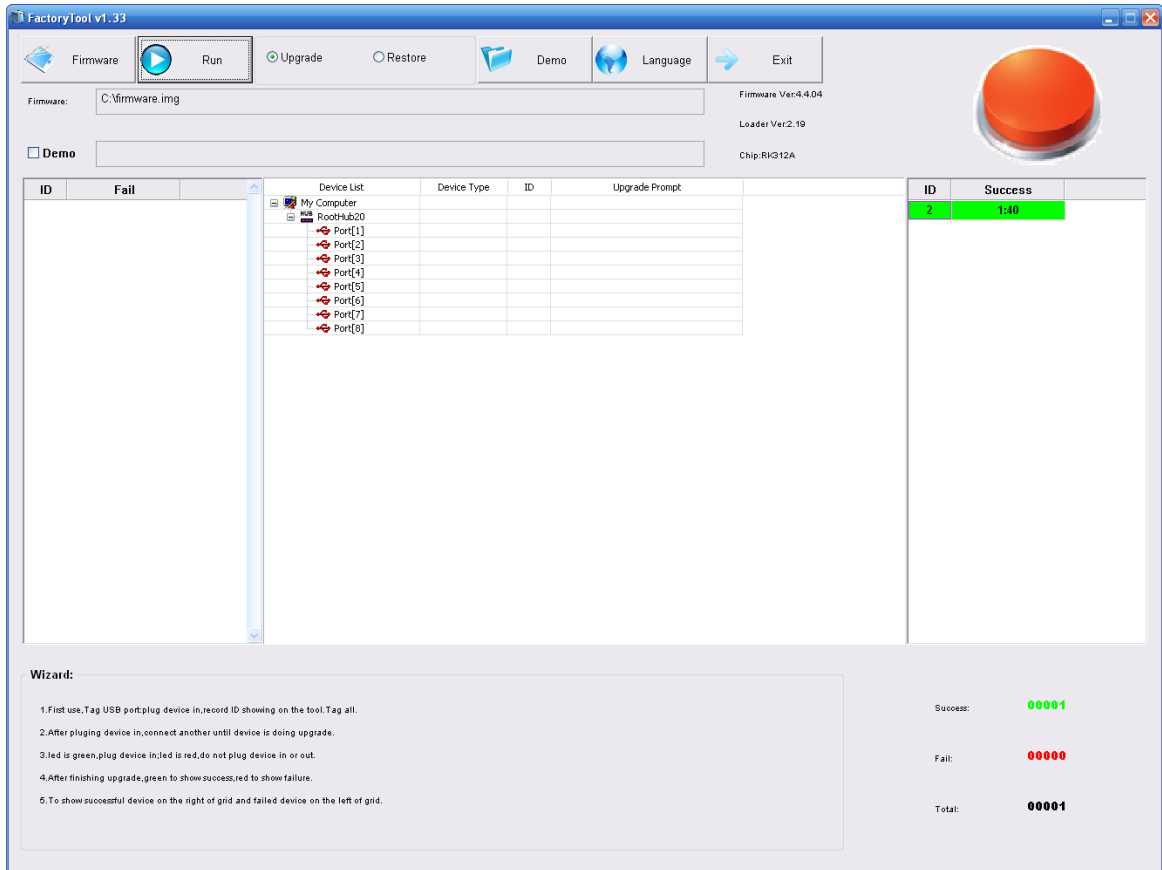 FactoryTool v1.33
Firmware Run Upgrade Restore Demo Language Exit
Firmware: C:\firmware.img
Firmware Ver:4.4.04
Loader Ver:2.19
Demo
Chip:RK312A
ID Fail
Device List Device Type ID Upgrade Prompt
ID Success
My Computer
2 1:40
HUB RootHub20
Port[1]
Port[2]
Port[3]
Port[4]
Port[5]
Port[6]
Port[7]
Port[8]
Wizard:
1.First use,Tag USB port:plug device in,record ID showing on the tool.Tag all.
2.After pluging device in,connect another until device is doing upgrade.
3.led is green,plug device in;led is red,do not plug device in or out.
4.After finishing upgrade,green to show success,red to show failure.
5.To show successful device on the right of grid and failed device on the left of grid.
Success: 00001
Fail: 00000
Total: 00001